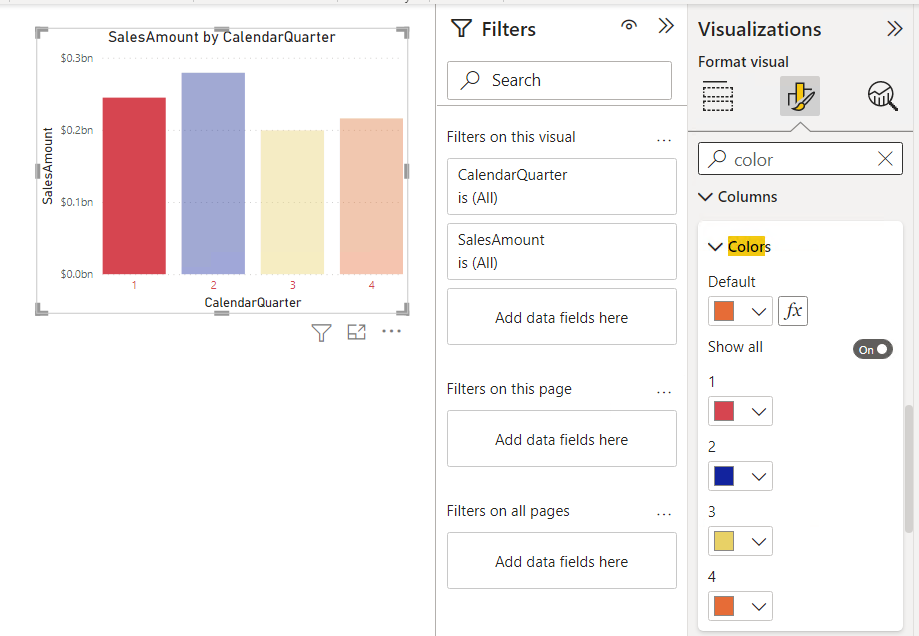 SalesAmount by CalendarQuarter
$0.3bn
$0.2bn
$0.1bn
$0.0bn
SalesAmount
1 2 3 4
CalendarQuarter
...
Filters
Search
Filters on this visual ...
CalendarQuarter
is (All)
SalesAmount
is (All)
Add data fields here
Filters on this page ...
Add data fields here
Filters on all pages ...
Add data fields here
Visualizations
Format visual
color
Columns
Colors
Default
fx
Show all On
1
2
3
4